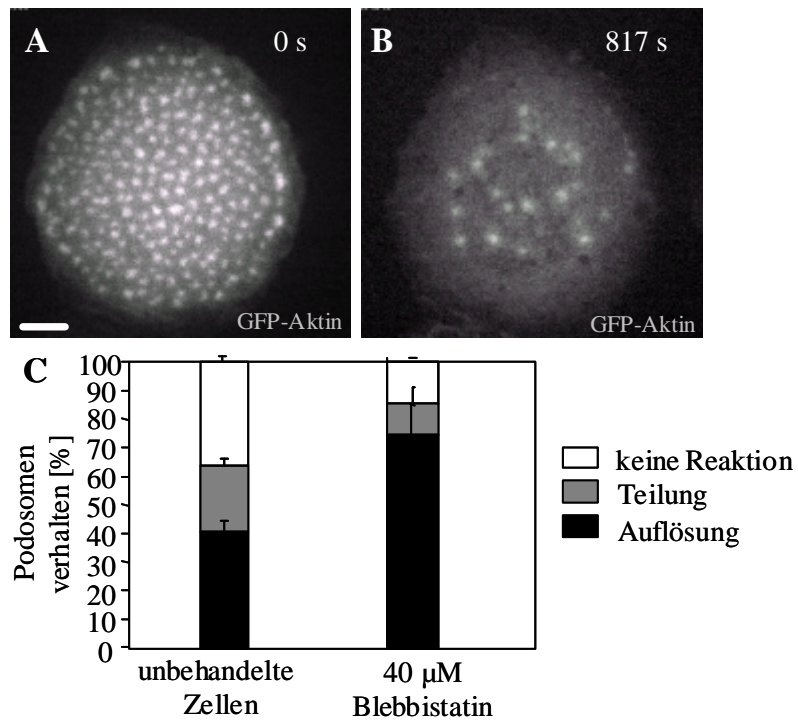 A
0 s
GFP-Aktin
B
817 s
GFP-Aktin
C
Podosomen
verhalten [%]
100
90
80
70
60
50
40
30
20
10
0
unbehandelte
Zellen
40 µM
Blebbistatin
keine Reaktion
Teilung
Auflösung